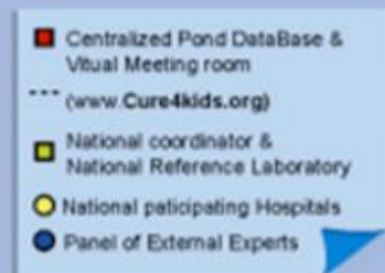 Centralized Pond DataBase &
Vitual Meeting room
(www.Cure4kids.org)
National coordinator &
National Reference Laboratory
National paticipating Hospitals
Panel of External Experts